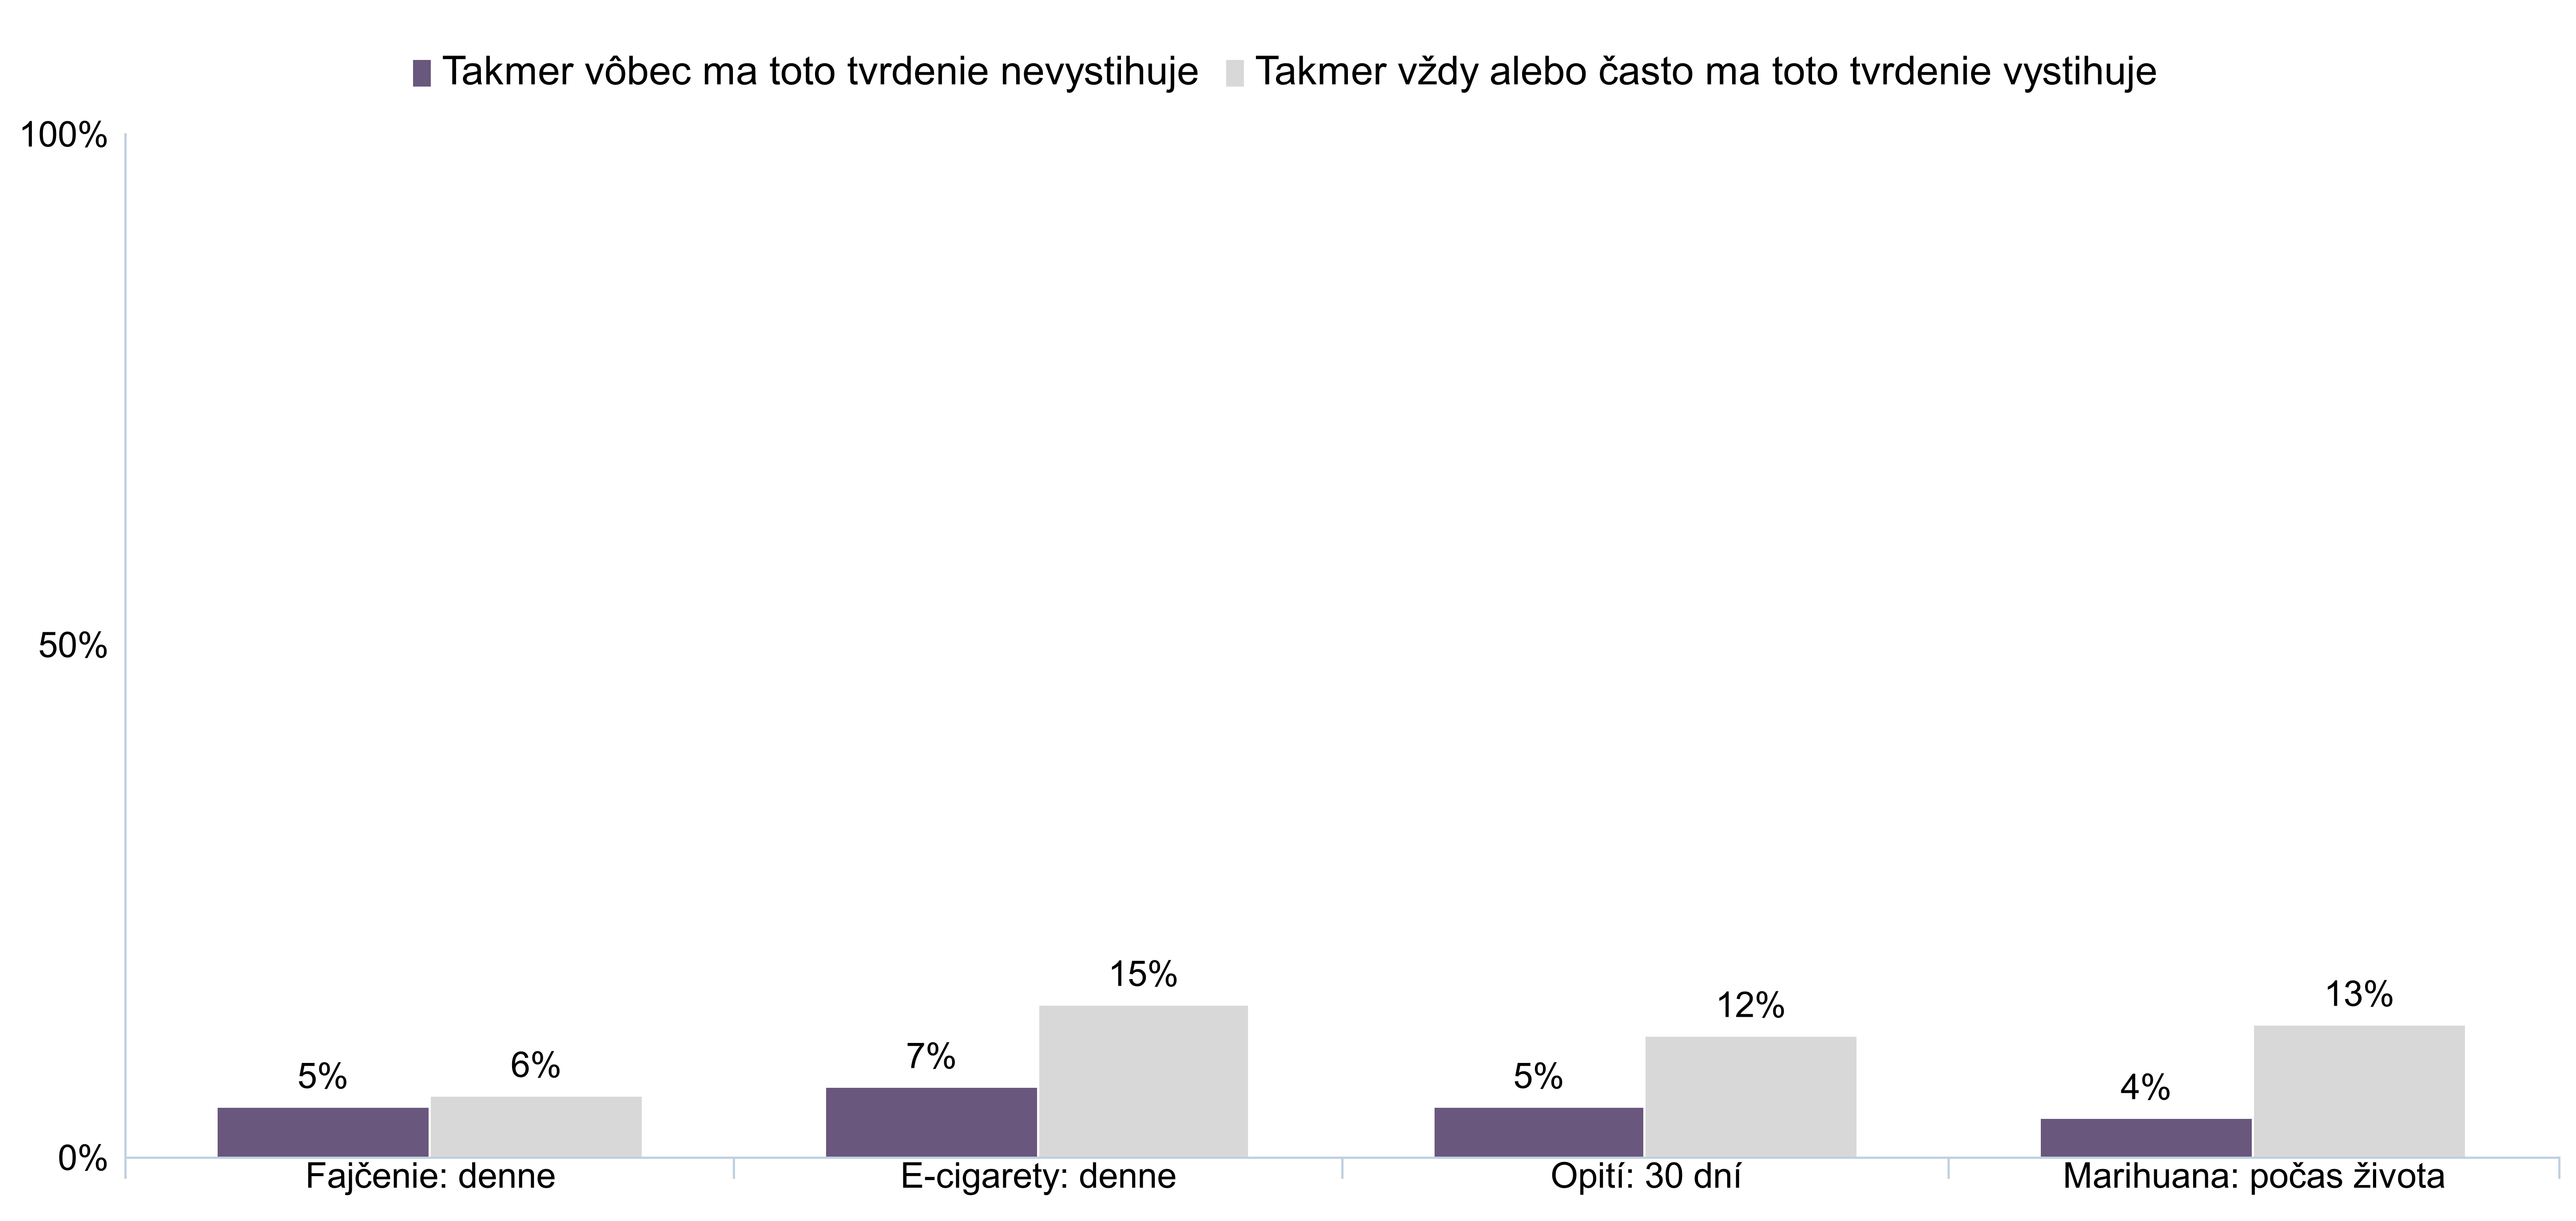 Takmer vôbec ma toto tvrdenie nevystihuje Takmer vždy alebo často ma toto tvrdenie vystihuje
100%
50%
0%
5% 6% 7% 15% 5% 12% 4% 13%
Fajčenie: denne E-cigarety: denne Opití: 30 dní Marihuana: počas života